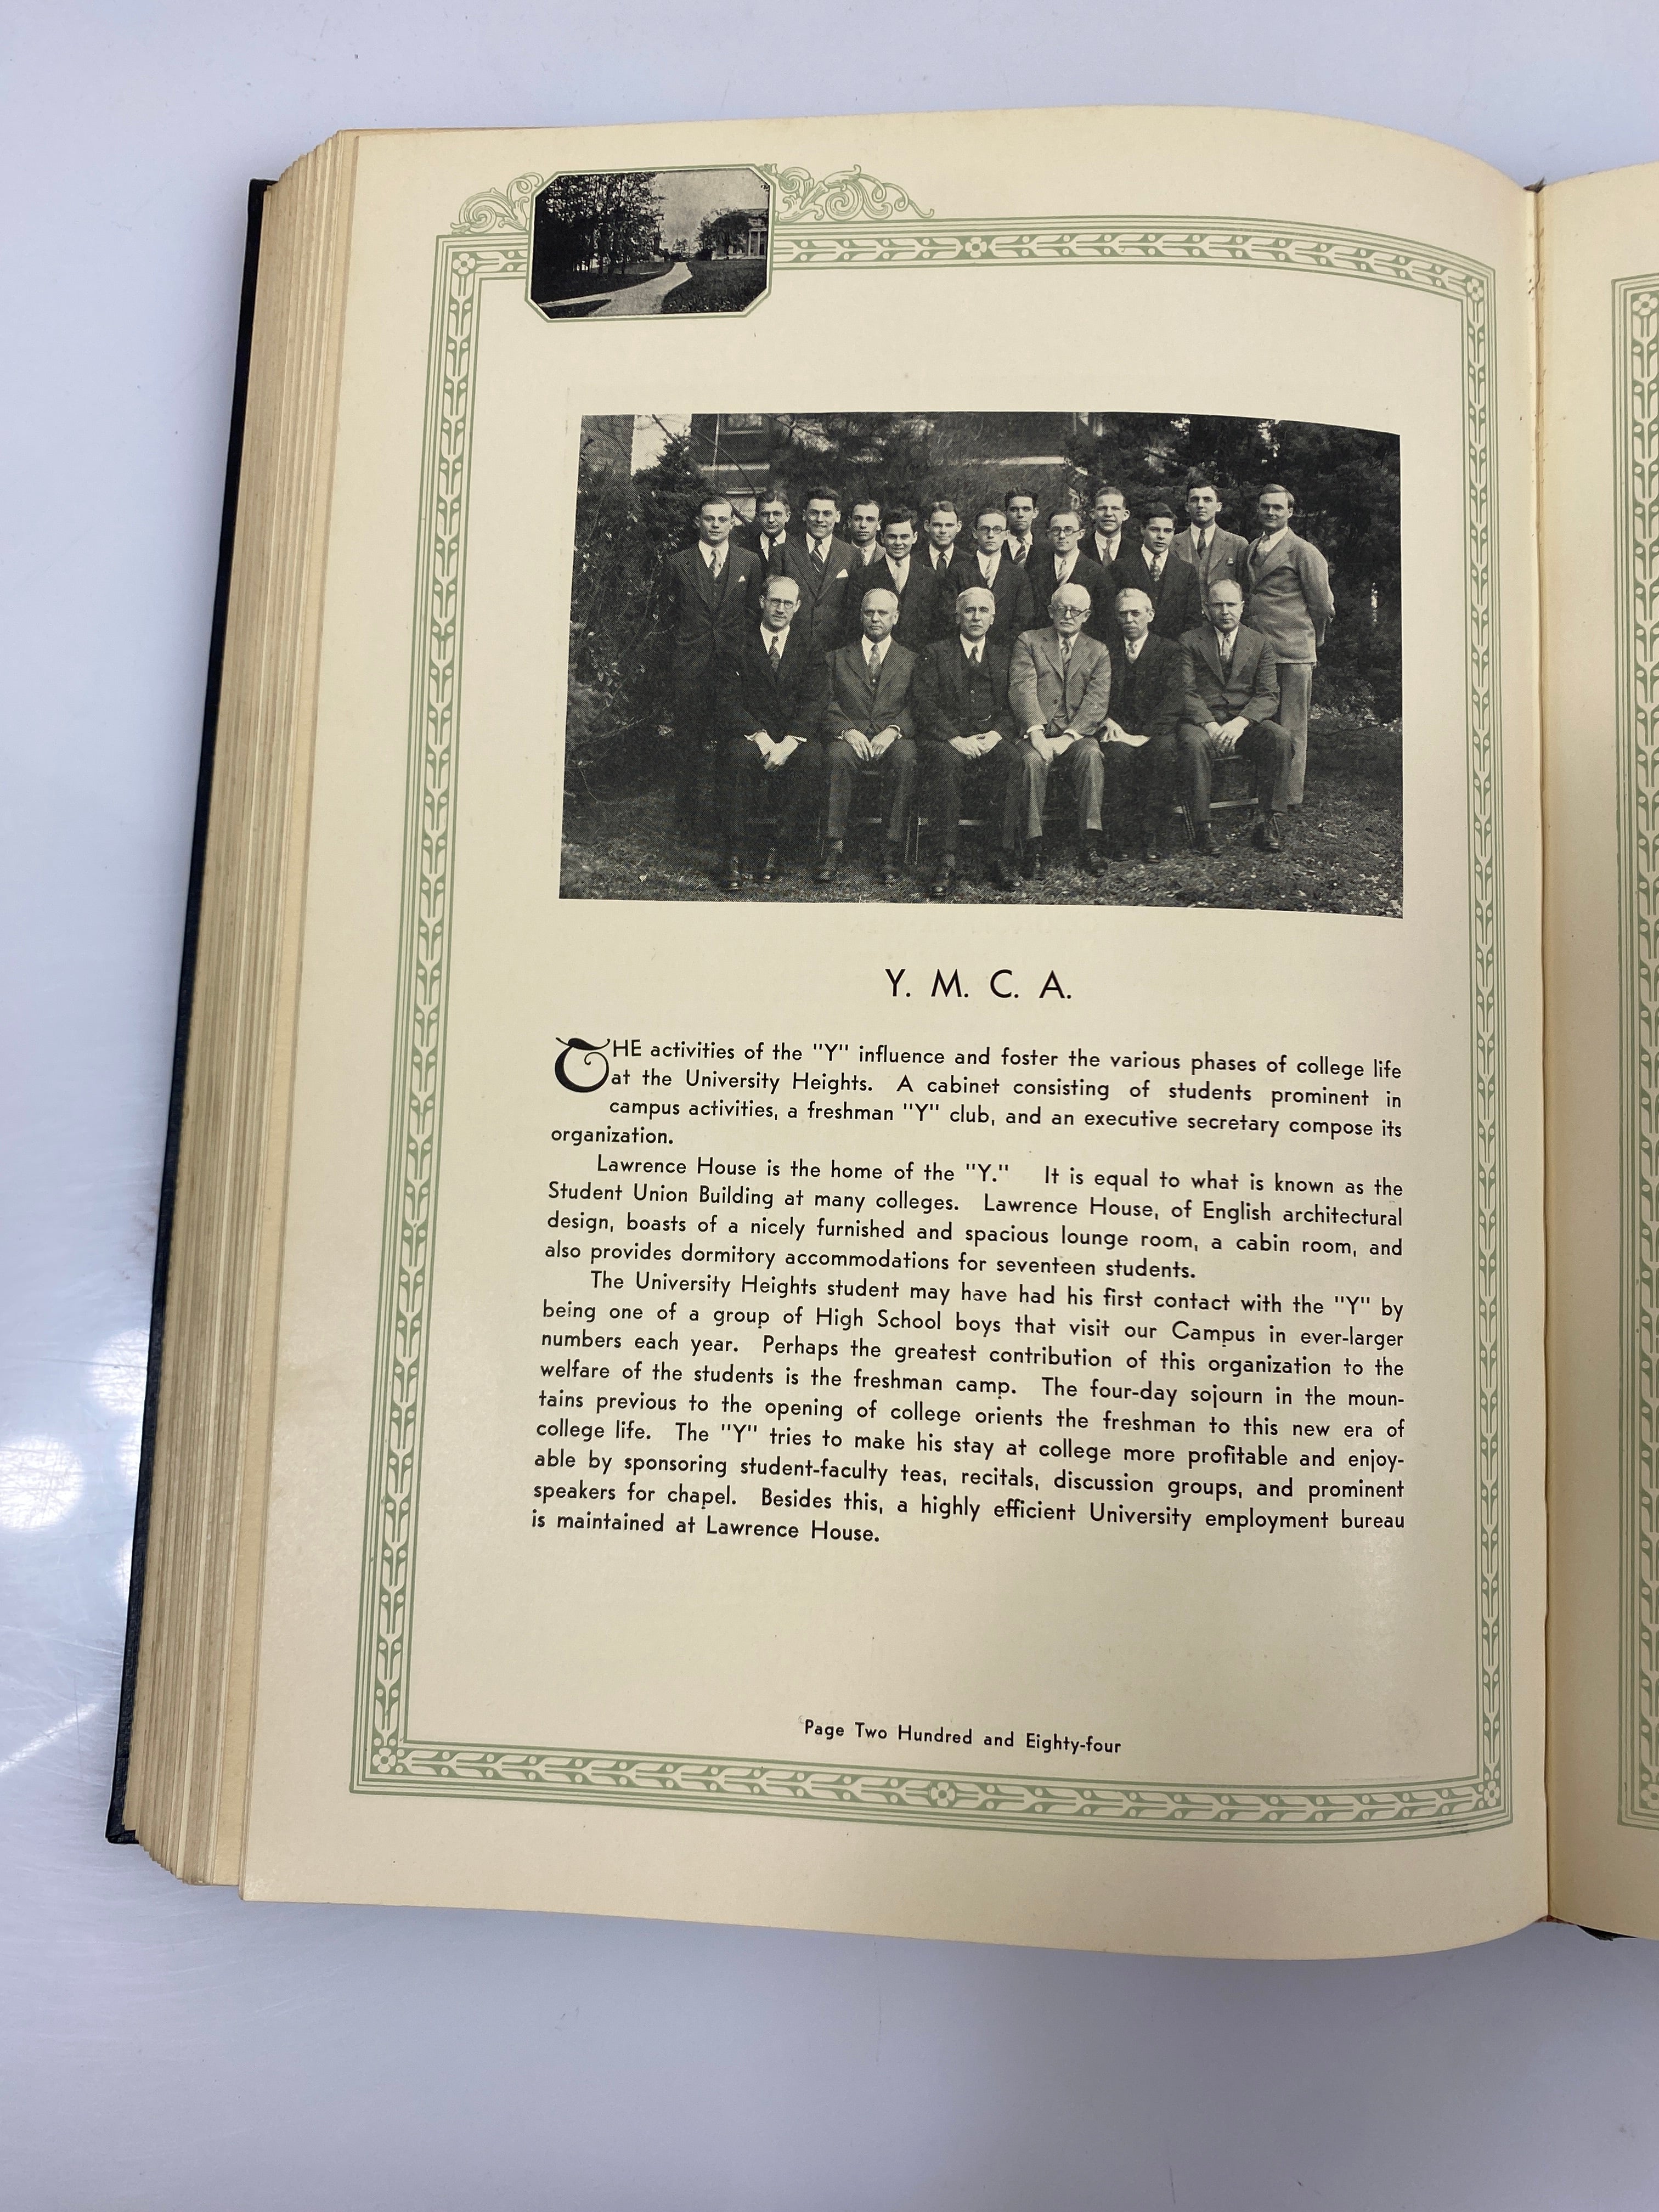 Y. M. C. A.
THE activities of the "Y" influence and foster the various phases of college life
at the University Heights. A cabinet consisting of students prominent in
campus activities, a freshman "Y" club, and an executive secretary compose its
organization.
Lawrence House is the home of the "Y." It is equal to what is known as the
Student Union Building at many colleges. Lawrence House, of English architectural
design, boasts of a nicely furnished and spacious lounge room, a cabin room, and
also provides dormitory accommodations for seventeen students.
The University Heights student may have had his first contact with the "Y" by
being one of a group of High School boys that visit our Campus in ever-larger
numbers each year. Perhaps the greatest contribution of this organization to the
welfare of the students is the freshman camp. The four-day sojourn in the moun-
tains previous to the opening of college orients the freshman to this new era of
college life. The "Y" tries to make his stay at college more profitable and enjoy-
able by sponsoring student-faculty teas, recitals, discussion groups, and prominent
speakers for chapel. Besides this, a highly efficient University employment bureau
is maintained at Lawrence House.
Page Two Hundred and Eighty-four